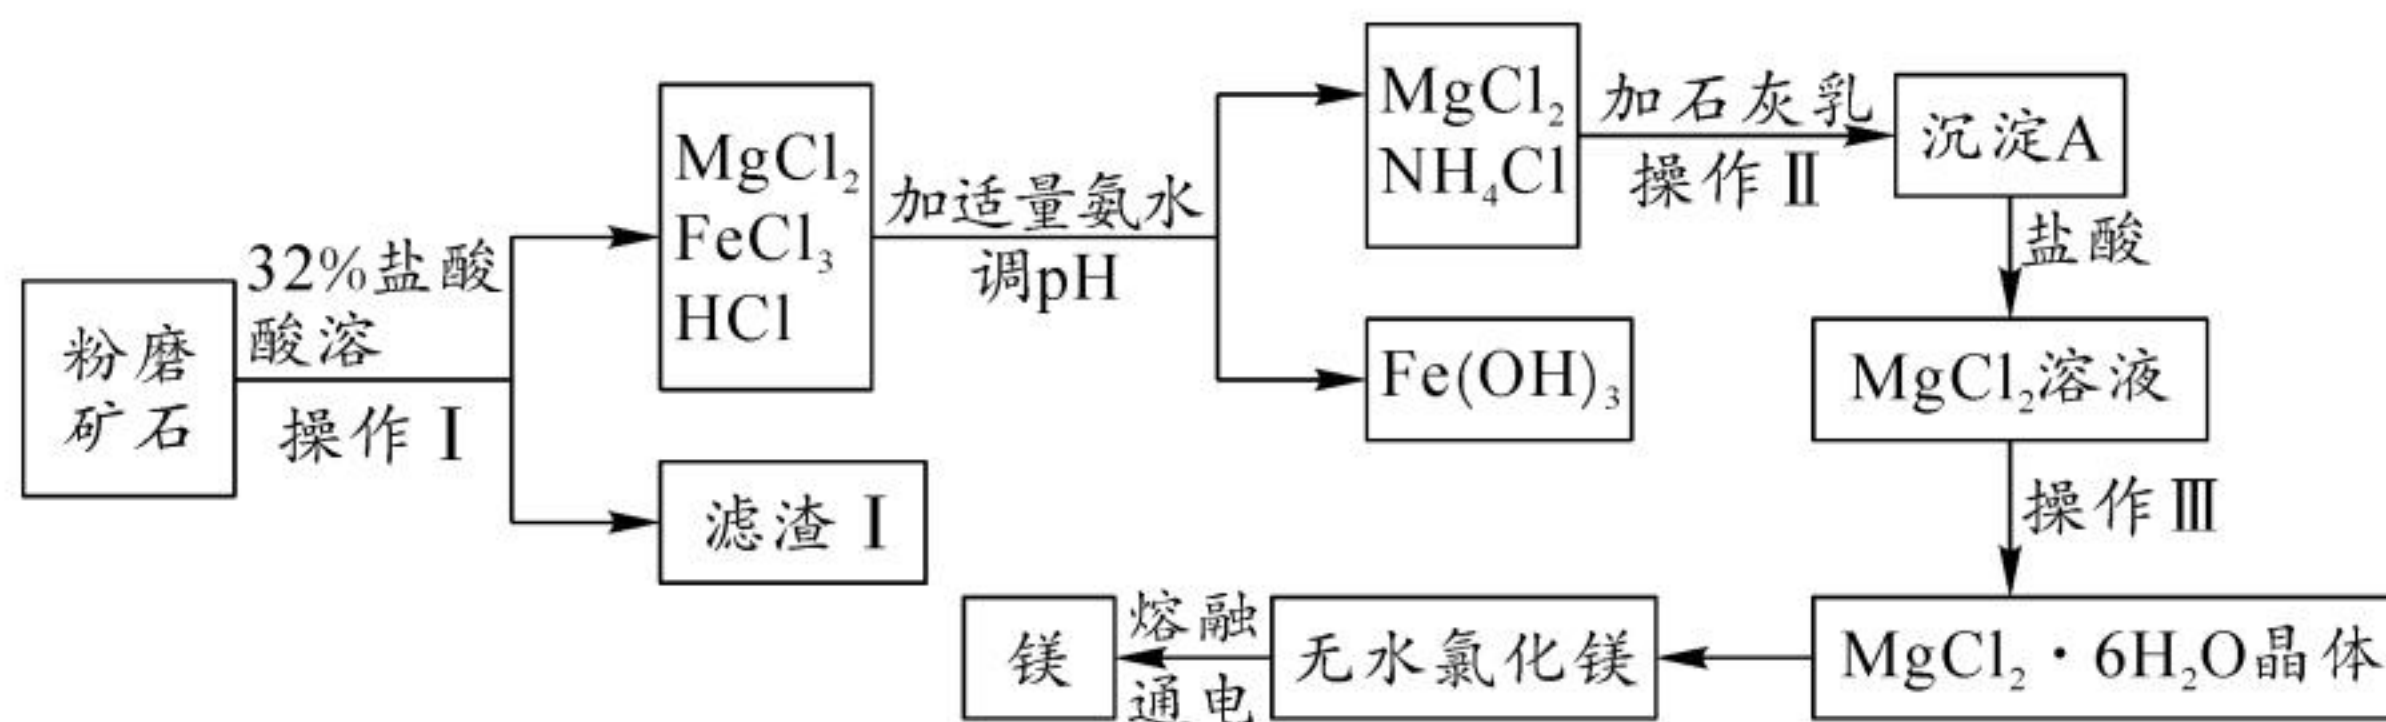 粉磨
矿石
32%盐酸
酸溶
操作Ⅰ
MgCl₂
FeCl₃
HCl
滤渣Ⅰ
加适量氨水
调pH
MgCl₂
NH₄Cl
Fe(OH)₃
加石灰乳
操作Ⅱ
沉淀A
盐酸
MgCl₂溶液
操作Ⅲ
MgCl₂·6H₂O晶体
无水氯化镁
熔融
通电
镁